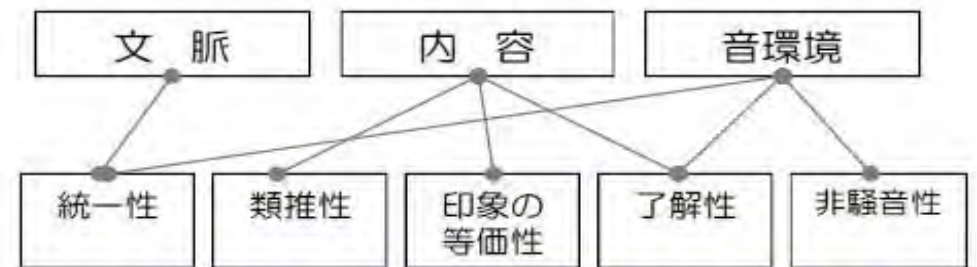 文 脈
内 容
音環境
統一性
類推性
印象の
等価性
了解性
非騒音性